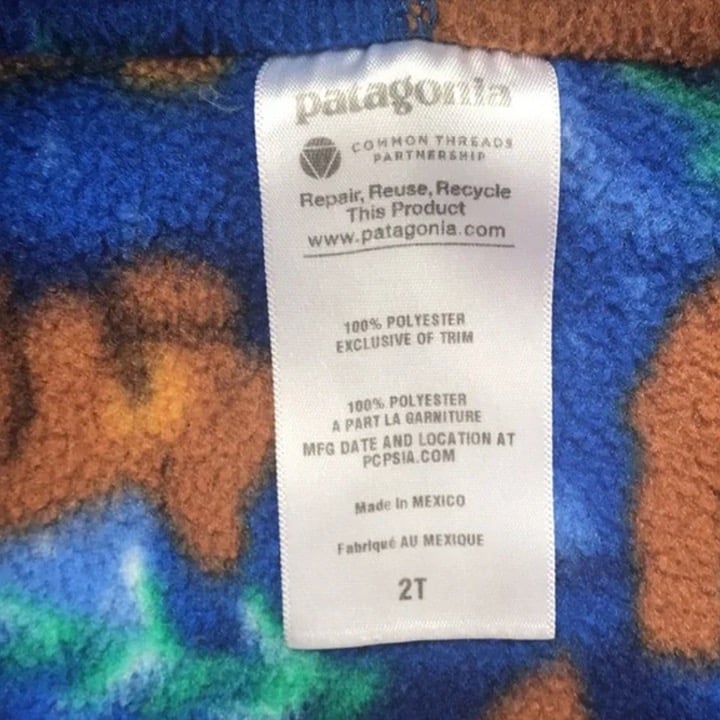 patagonia
COMMON THREADS
PARTNERSHIP
Repair, Reuse, Recycle
This Product
www.patagonia.com
100% POLYESTER
EXCLUSIVE OF TRIM
100% POLYESTER
A PART LA GARNITURE
MFG DATE AND LOCATION AT
PCPSIA.COM
Made in MEXICO
Fabriqué AU MEXIQUE
2T